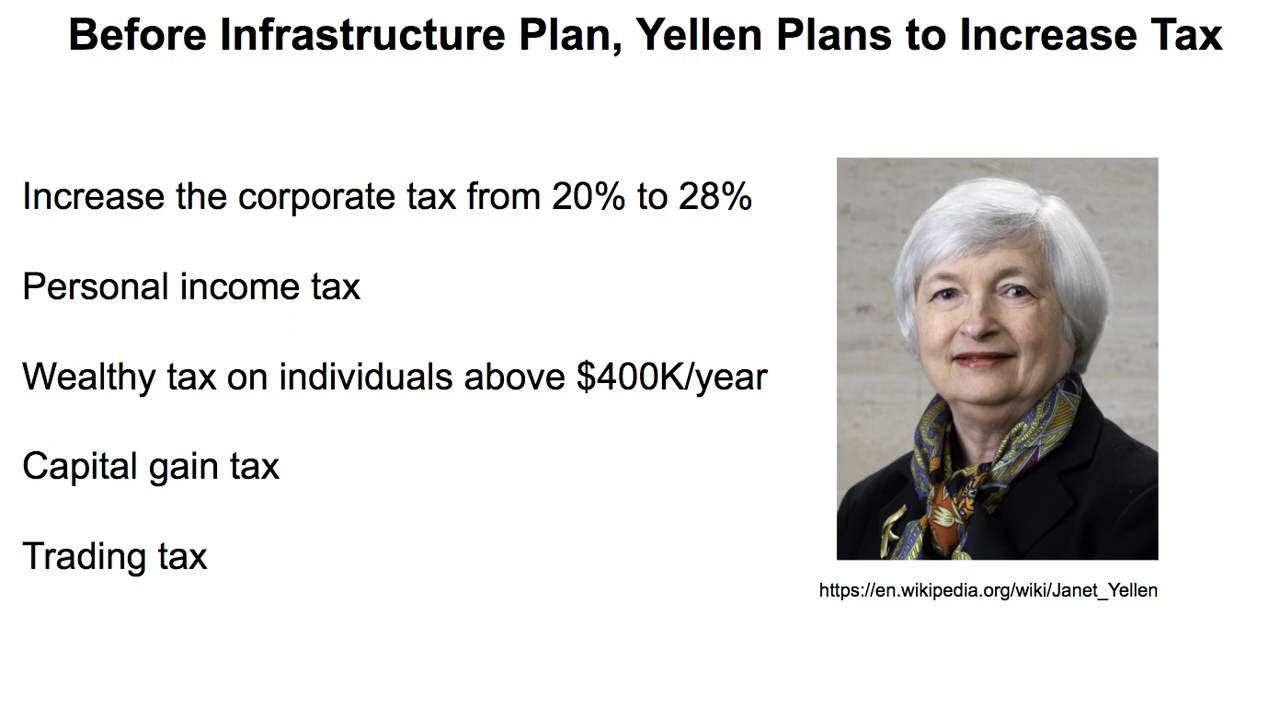 Before Infrastructure Plan, Yellen Plans to Increase Tax
Increase the corporate tax from 20% to 28%
Personal income tax
Wealthy tax on individuals above $400K/year
Capital gain tax
Trading tax
https://en.wikipedia.org/wiki/Janet_Yellen